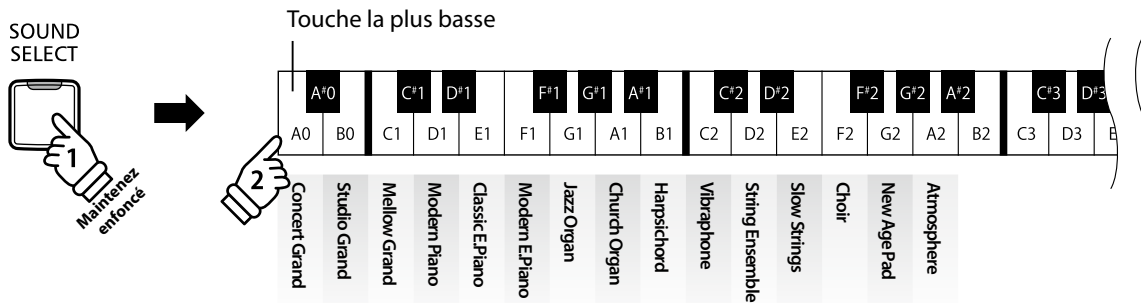 Touche la plus basse
SOUND
SELECT
1
Maintenez
enfoncé
2
A#0 C#1 D#1 F#1 G#1 A#1 C#2 D#2 F#2 G#2 A#2 C#3 D#3
A0 B0 C1 D1 E1 F1 G1 A1 B1 C2 D2 E2 F2 G2 A2 B2 C3 D3
Concert Grand
Studio Grand
Mellow Grand
Modern Piano
Classic E.Piano
Modern E.Piano
Jazz Organ
Church Organ
Harpsichord
Vibraphone
String Ensemble
Slow Strings
Choir
New Age Pad
Atmosphere